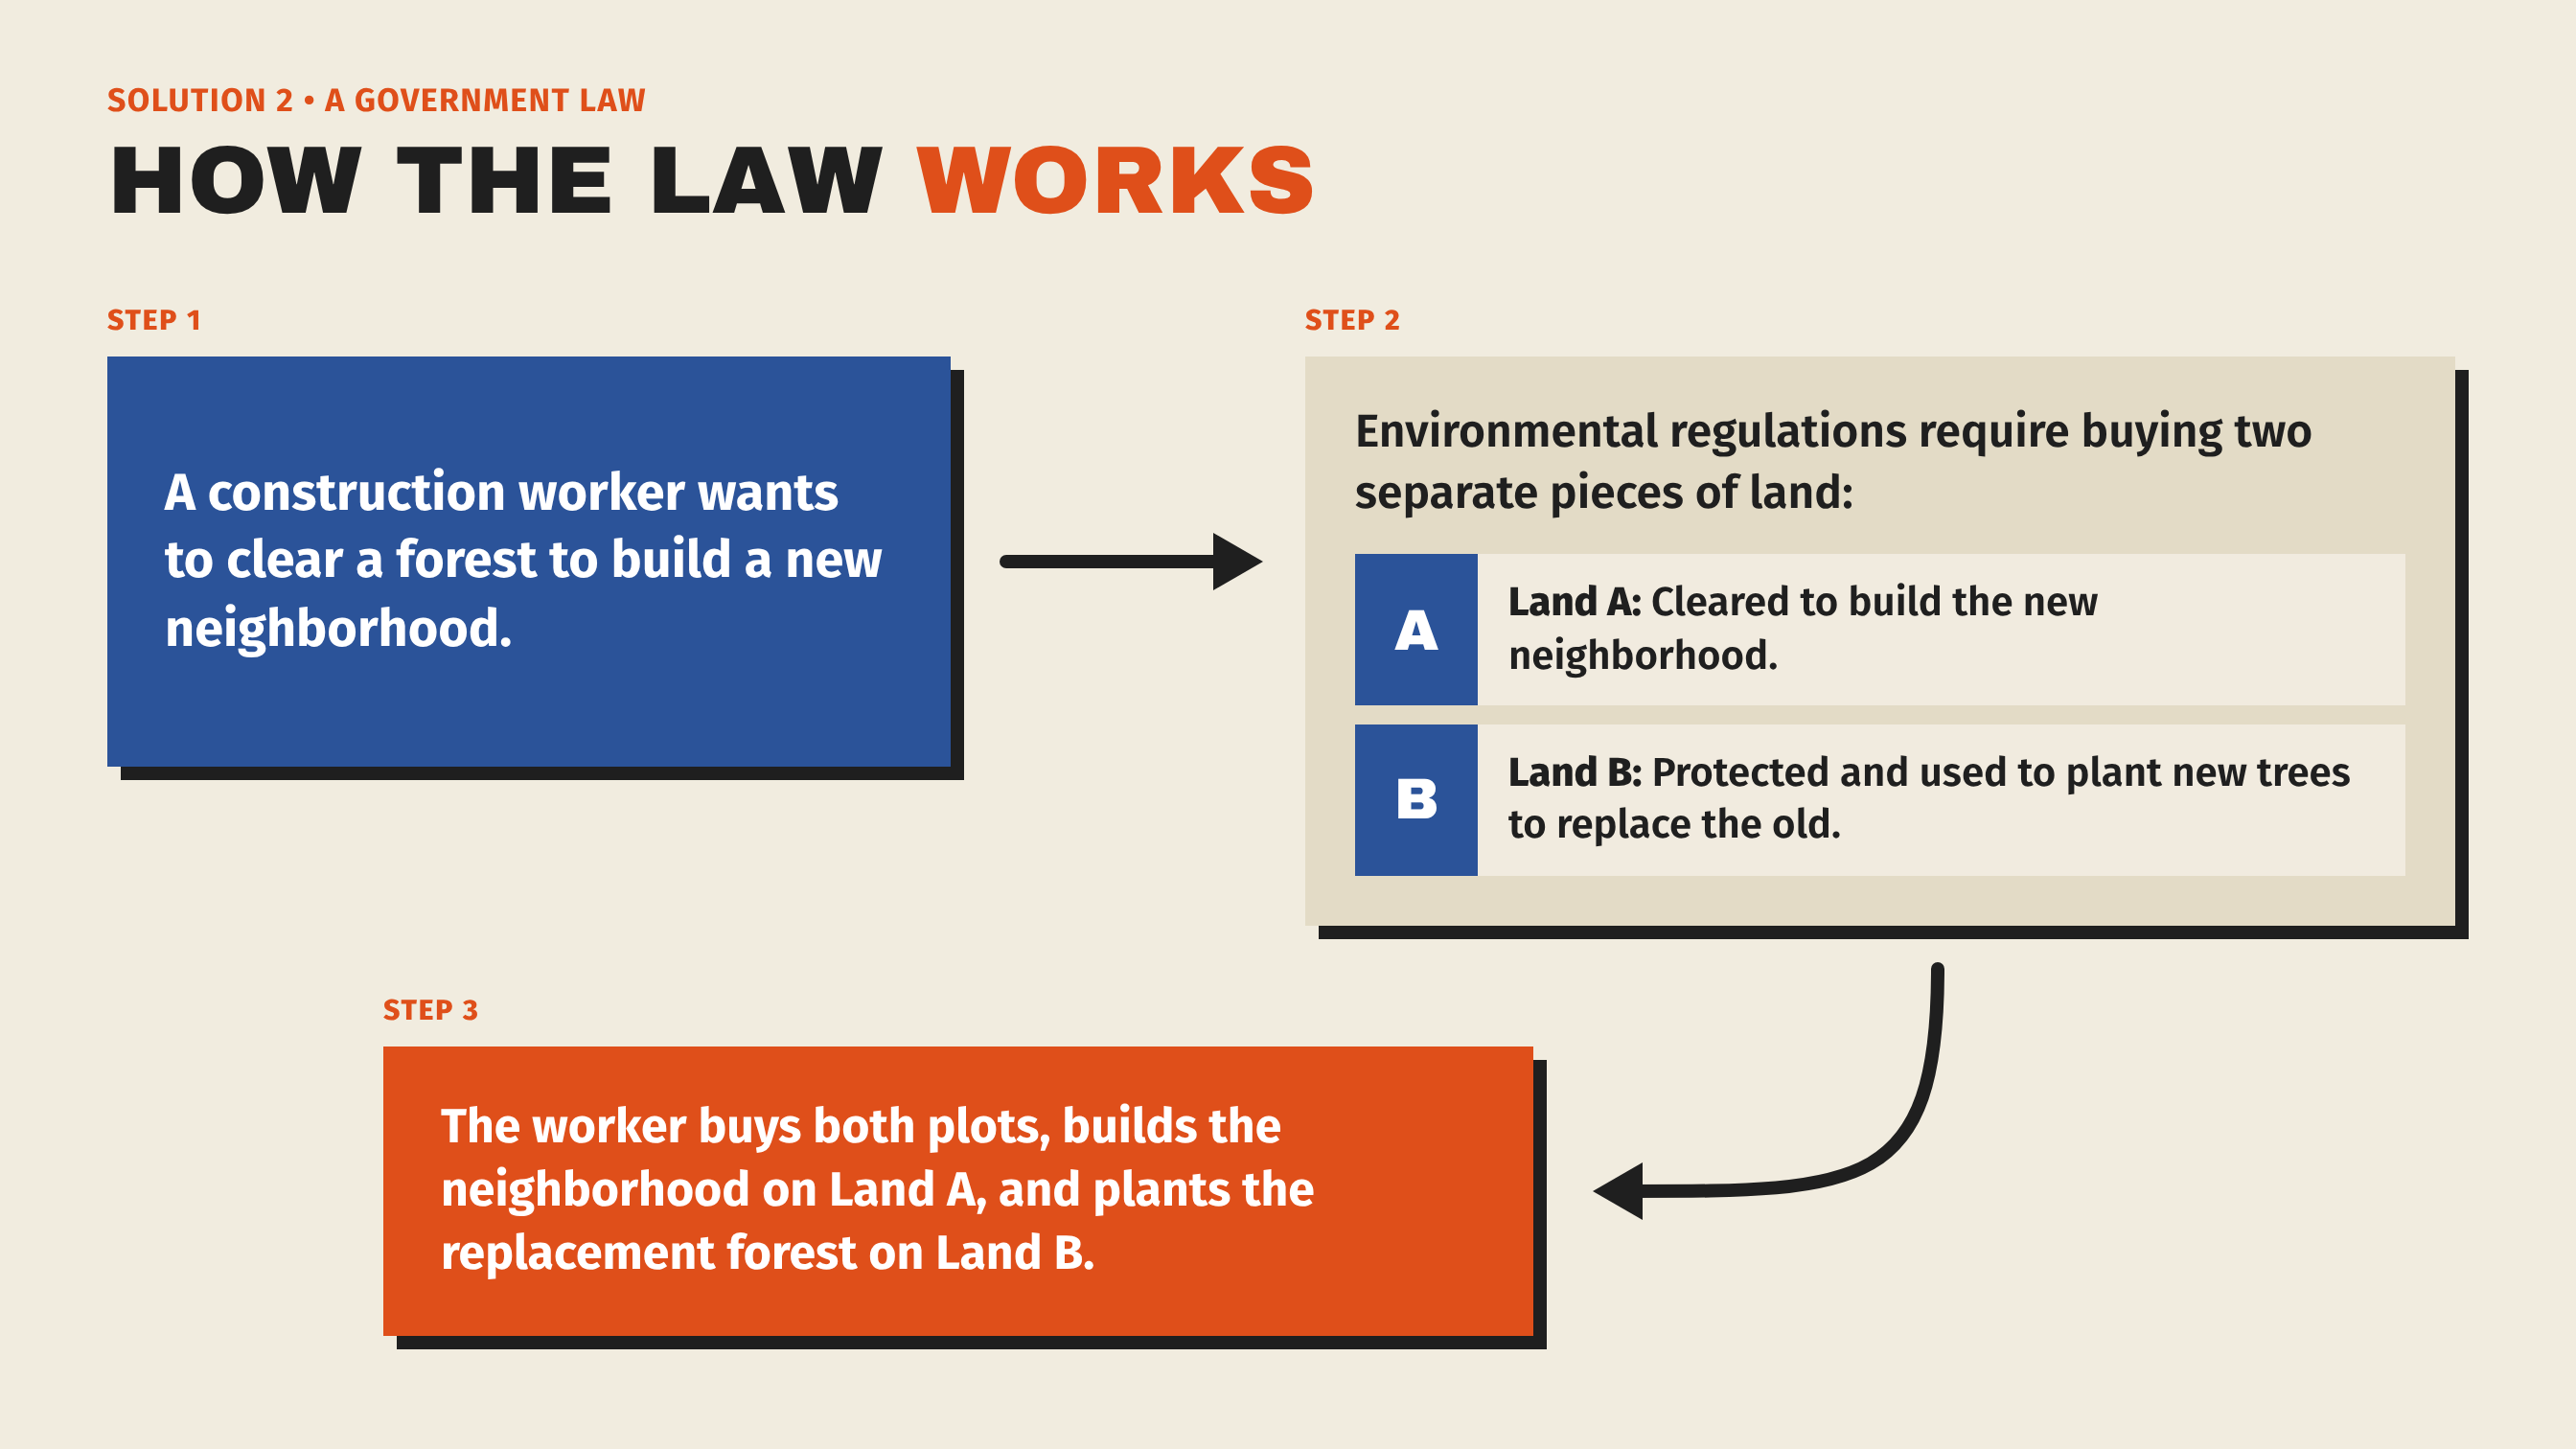 SOLUTION 2 • A GOVERNMENT LAW
HOW THE LAW WORKS
STEP 1
A construction worker wants
to clear a forest to build a new
neighborhood.
STEP 2
Environmental regulations require buying two
separate pieces of land:
A
Land A: Cleared to build the new
neighborhood.
B
Land B: Protected and used to plant new trees
to replace the old.
STEP 3
The worker buys both plots, builds the
neighborhood on Land A, and plants the
replacement forest on Land B.